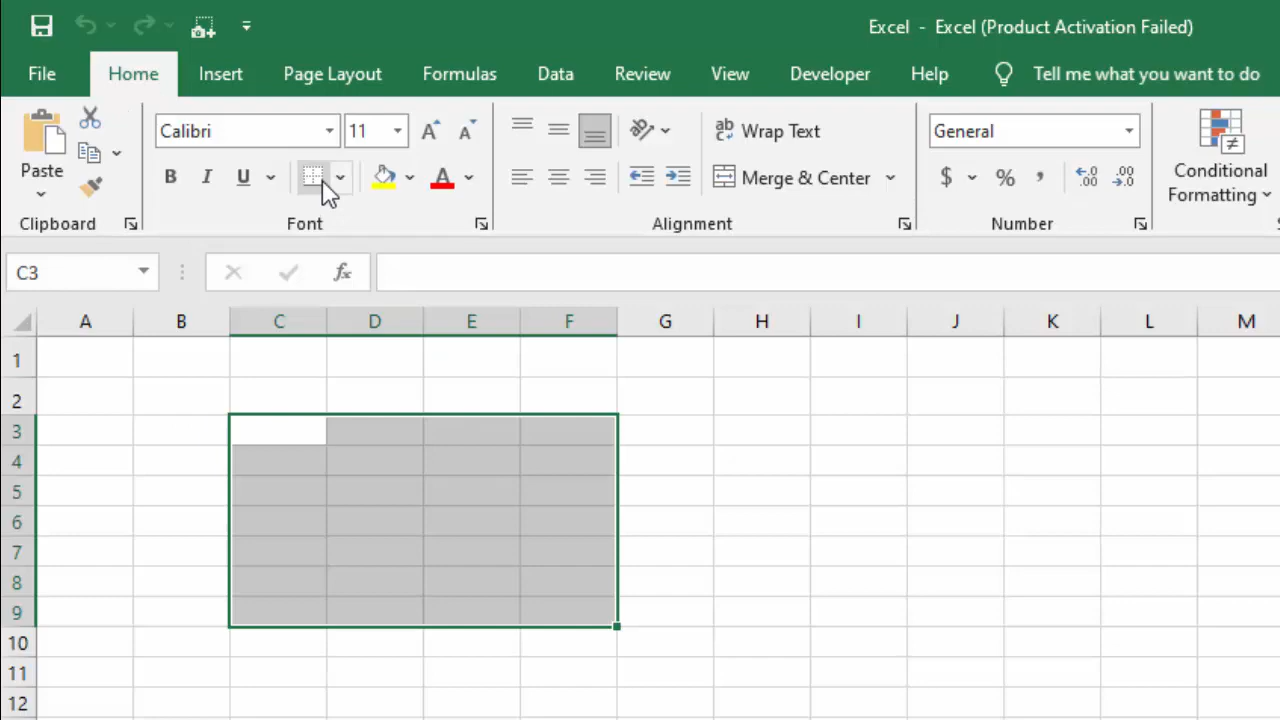 Excel - Excel (Product Activation Failed)
File Home Insert Page Layout Formulas Data Review View Developer Help Tell me what you want to do
Calibri 11 ab Wrap Text General
Paste B I U A Merge & Center $ % , Conditional Formatting
Clipboard Font Alignment Number
C3 fx
A B C D E F G H I J K L M
1
2
3
4
5
6
7
8
9
10
11
12